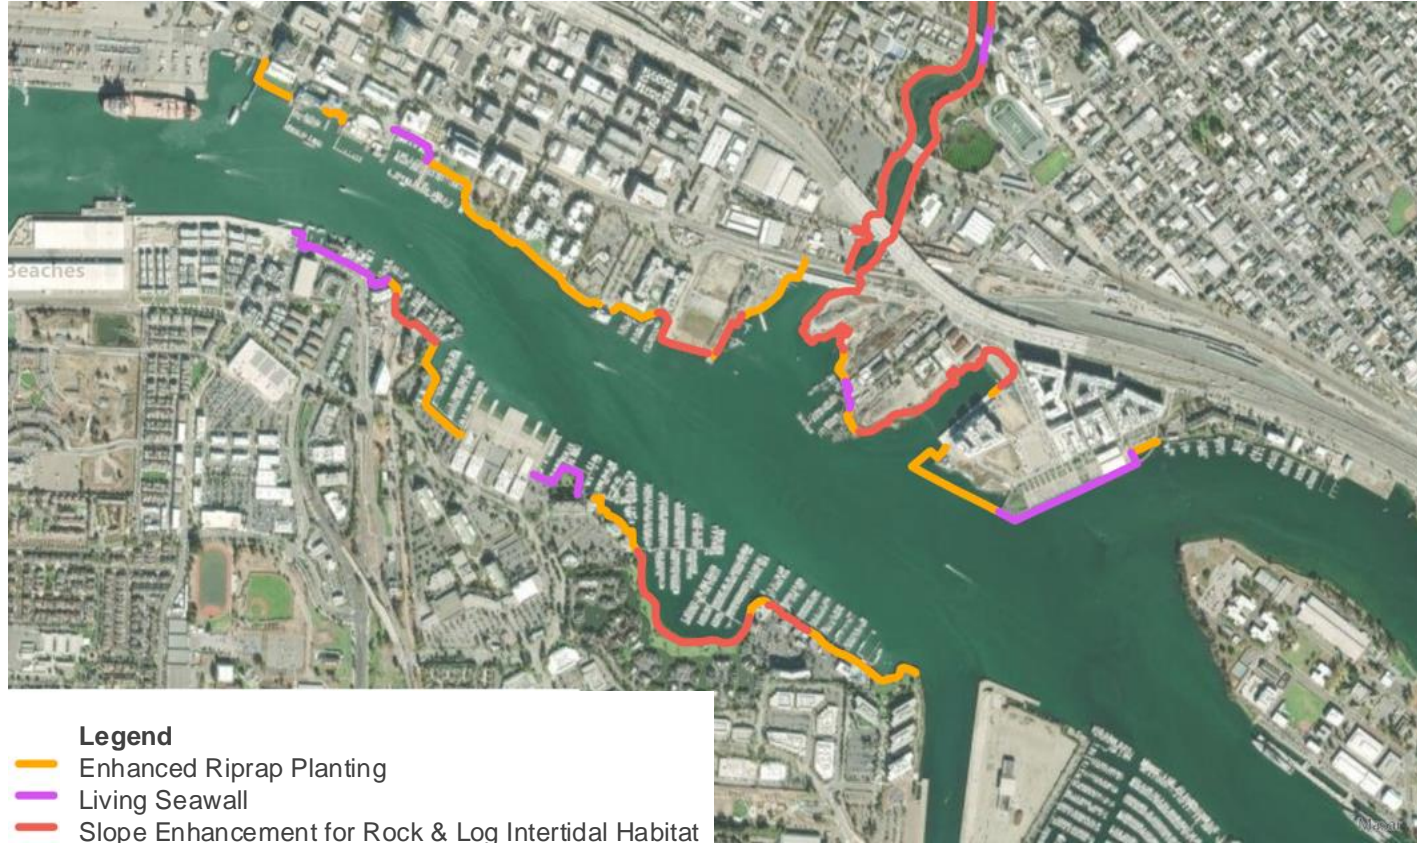 Beaches
Legend
Enhanced Riprap Planting
Living Seawall
Slope Enhancement for Rock & Log Intertidal Habitat